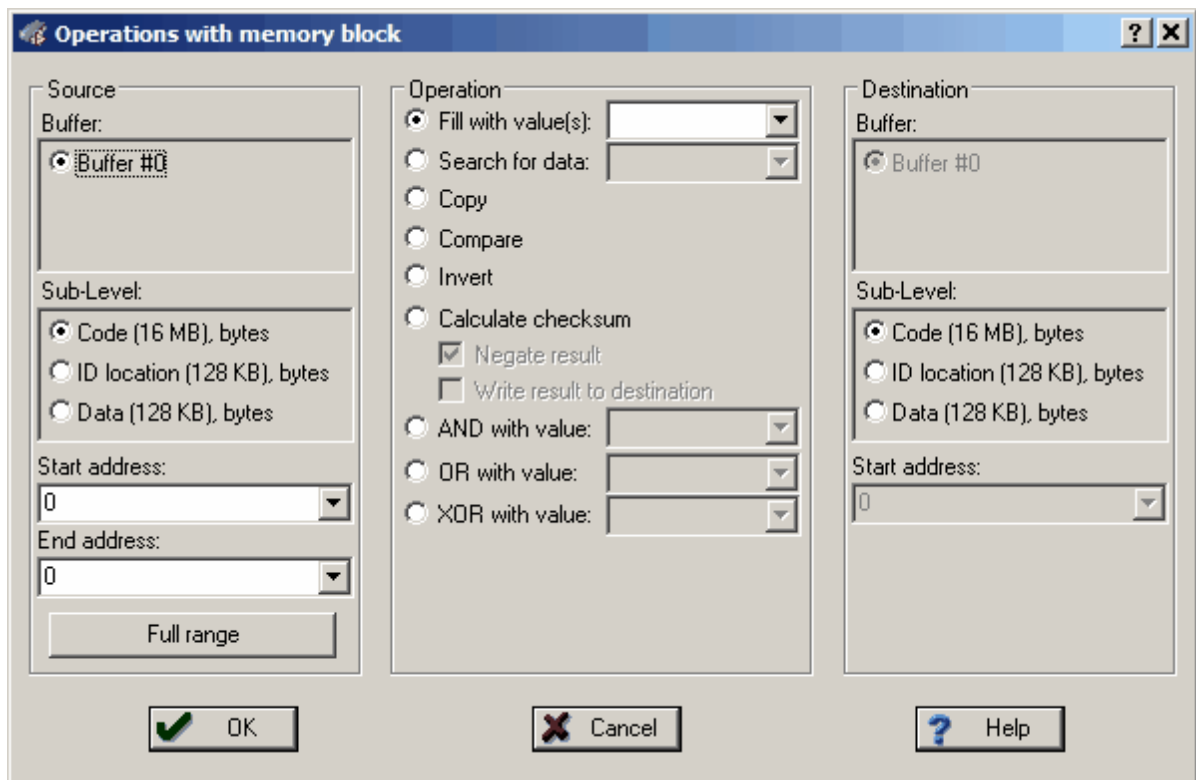 Operations with memory block
Source
Buffer:
Buffer #0
Sub-Level:
Code (16 MB), bytes
ID location (128 KB), bytes
Data (128 KB), bytes
Start address:
0
End address:
0
Full range
Operation
Fill with value(s):
Search for data:
Copy
Compare
Invert
Calculate checksum
Negate result
Write result to destination
AND with value:
OR with value:
XOR with value:
Destination
Buffer:
Buffer #0
Sub-Level:
Code (16 MB), bytes
ID location (128 KB), bytes
Data (128 KB), bytes
Start address:
0
OK
Cancel
Help